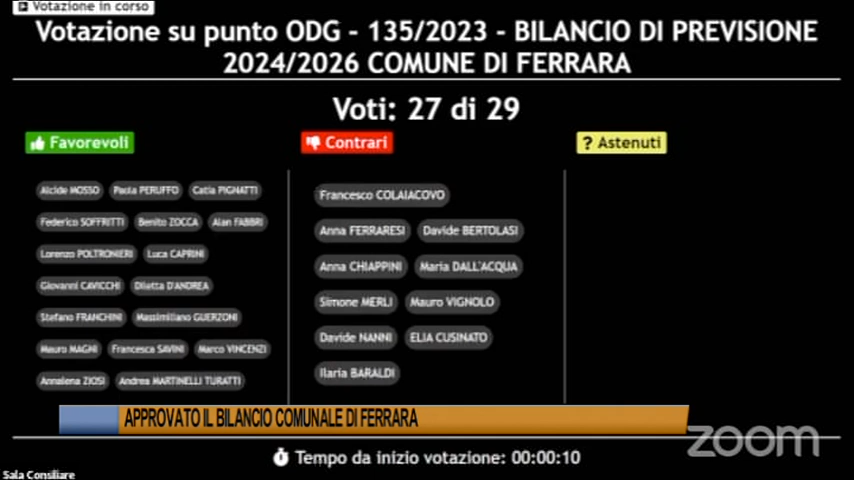 Votazione in corso
Votazione su punto ODG - 135/2023 - BILANCIO DI PREVISIONE
2024/2026 COMUNE DI FERRARA
Voti: 27 di 29
Favorevoli
Alcide MOSSO Paola PERUFFO Catia PIGNATTI
Federico SOFFRITTI Benito ZOCCA Alan FABBRI
Lorenzo POLTRONIERI Luca CAPRINI
Giovanni CAVICCHI Diletta D'ANDREA
Stefano FRANCHINI Massimiliano GUERZONI
Mauro MAGNI Francesca SAVINI Marco VINCENZI
Annalena ZIOSI Andrea MARTINELLI TURATTI
Contrari
Francesco COLAIACOVO
Anna FERRARESI Davide BERTOLASI
Anna CHIAPPINI Maria DALL'ACQUA
Simone MERLI Mauro VIGNOLO
Davide NANNI ELIA CUSINATO
Ilaria BARALDI
? Astenuti
APPROVATO IL BILANCIO COMUNALE DI FERRARA
zoom
Tempo da inizio votazione: 00:00:10
Sala Consiliare